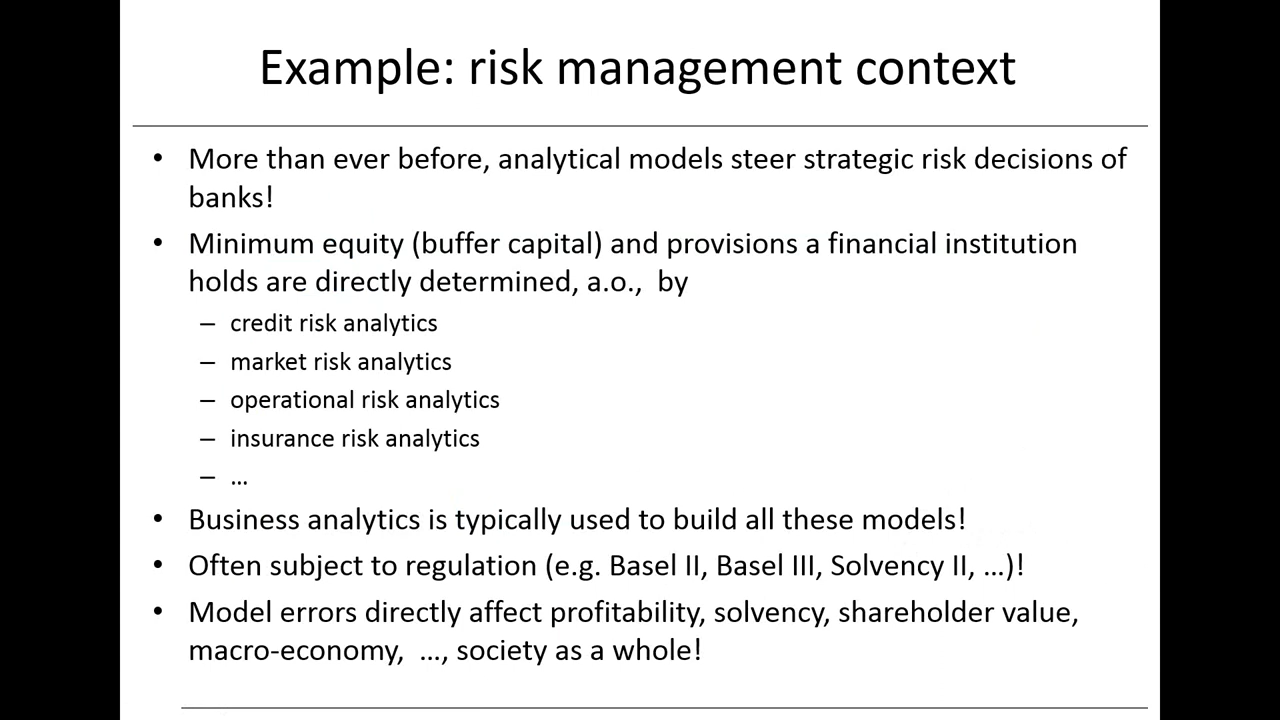 Example: risk management context
• More than ever before, analytical models steer strategic risk decisions of
banks!
• Minimum equity (buffer capital) and provisions a financial institution
holds are directly determined, a.o.,  by
– credit risk analytics
– market risk analytics
– operational risk analytics
– insurance risk analytics
– …
• Business analytics is typically used to build all these models!
• Often subject to regulation (e.g. Basel II, Basel III, Solvency II, …)!
• Model errors directly affect profitability, solvency, shareholder value,
macro-economy,  …, society as a whole!